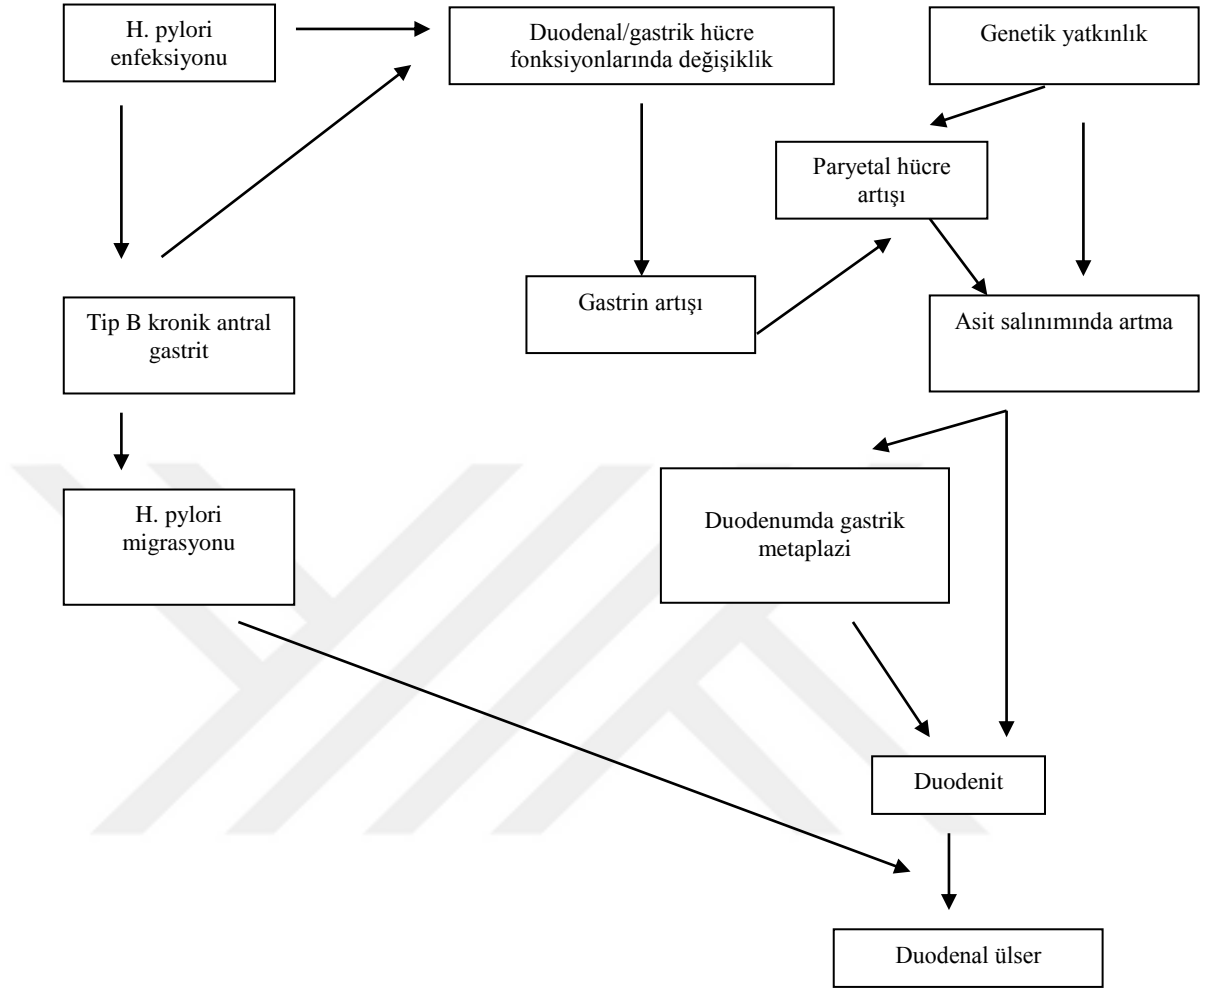 H. pylori
enfeksiyonu
Duodenal/gastrik hücre
fonksiyonlarında değişiklik
Genetik yatkınlık
Paryetal hücre
artışı
Gastrin artışı
Asit salınımında artma
Tip B kronik antral
gastrit
H. pylori
migrasyonu
Duodenumda gastrik
metaplazi
Duodenit
Duodenal ülser